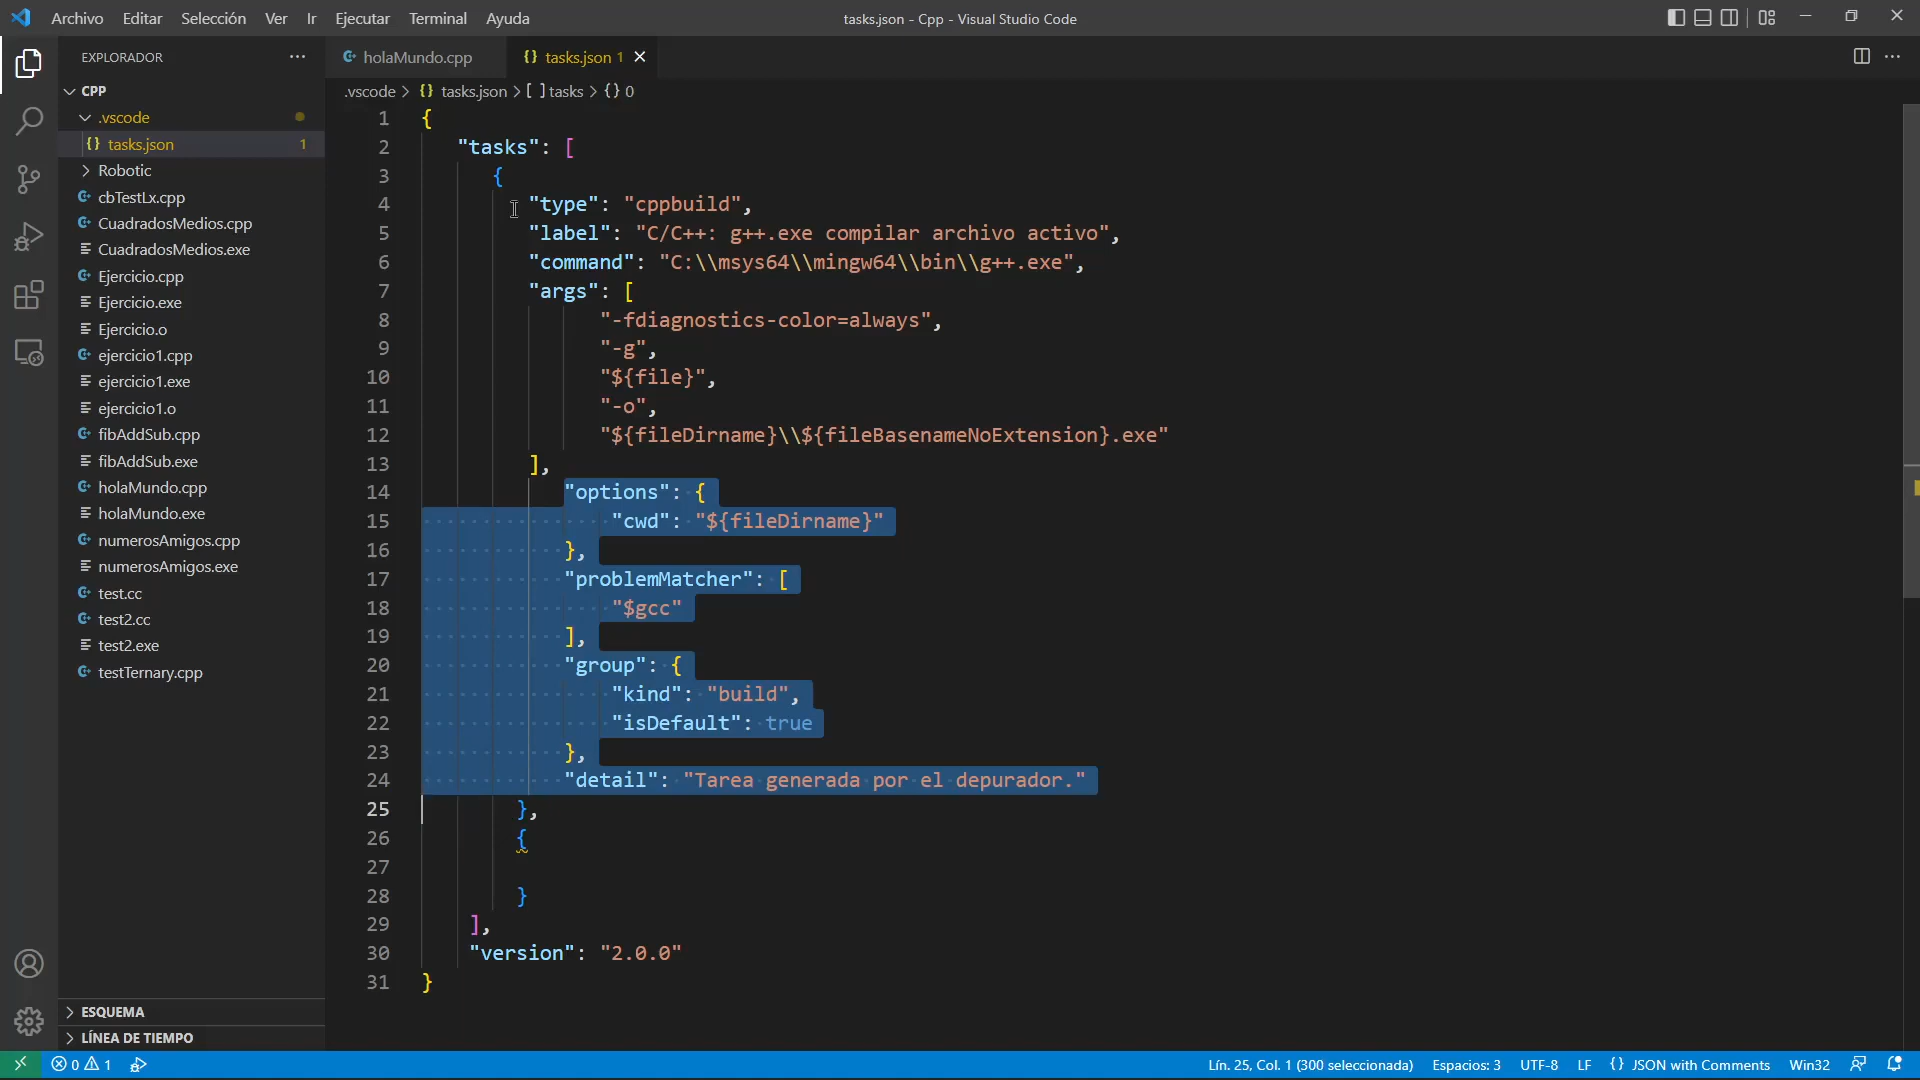 Archivo Editar Selección Ver Ir Ejecutar Terminal Ayuda
tasks.json - Cpp - Visual Studio Code
EXPLORADOR
CPP
.vscode
tasks.json 1
Robotic
cbTestLx.cpp
CuadradosMedios.cpp
CuadradosMedios.exe
Ejercicio.cpp
Ejercicio.exe
Ejercicio.o
ejercicio1.cpp
ejercicio1.exe
ejercicio1.o
fibAddSub.cpp
fibAddSub.exe
holaMundo.cpp
holaMundo.exe
numerosAmigos.cpp
numerosAmigos.exe
test.cc
test2.cc
test2.exe
testTernary.cpp
ESQUEMA
LÍNEA DE TIEMPO
holaMundo.cpp
{} tasks.json 1
.vscode > {} tasks.json > [ ] tasks > {} 0
1 {
2 "tasks": [
3 {
4 "type": "cppbuild",
5 "label": "C/C++: g++.exe compilar archivo activo",
6 "command": "C:\\msys64\\mingw64\\bin\\g++.exe",
7 "args": [
8 "-fdiagnostics-color=always",
9 "-g",
10 "${file}",
11 "-o",
12 "${fileDirname}\\${fileBasenameNoExtension}.exe"
13 ],
14 "options": {
15 "cwd": "${fileDirname}"
16 },
17 "problemMatcher": [
18 "$gcc"
19 ],
20 "group": {
21 "kind": "build",
22 "isDefault": true
23 },
24 "detail": "Tarea generada por el depurador."
25 },
26 {
27
28 }
29 ],
30 "version": "2.0.0"
31 }
0 1
Lín. 25, Col. 1 (300 seleccionada) Espacios: 3 UTF-8 LF {} JSON with Comments Win32